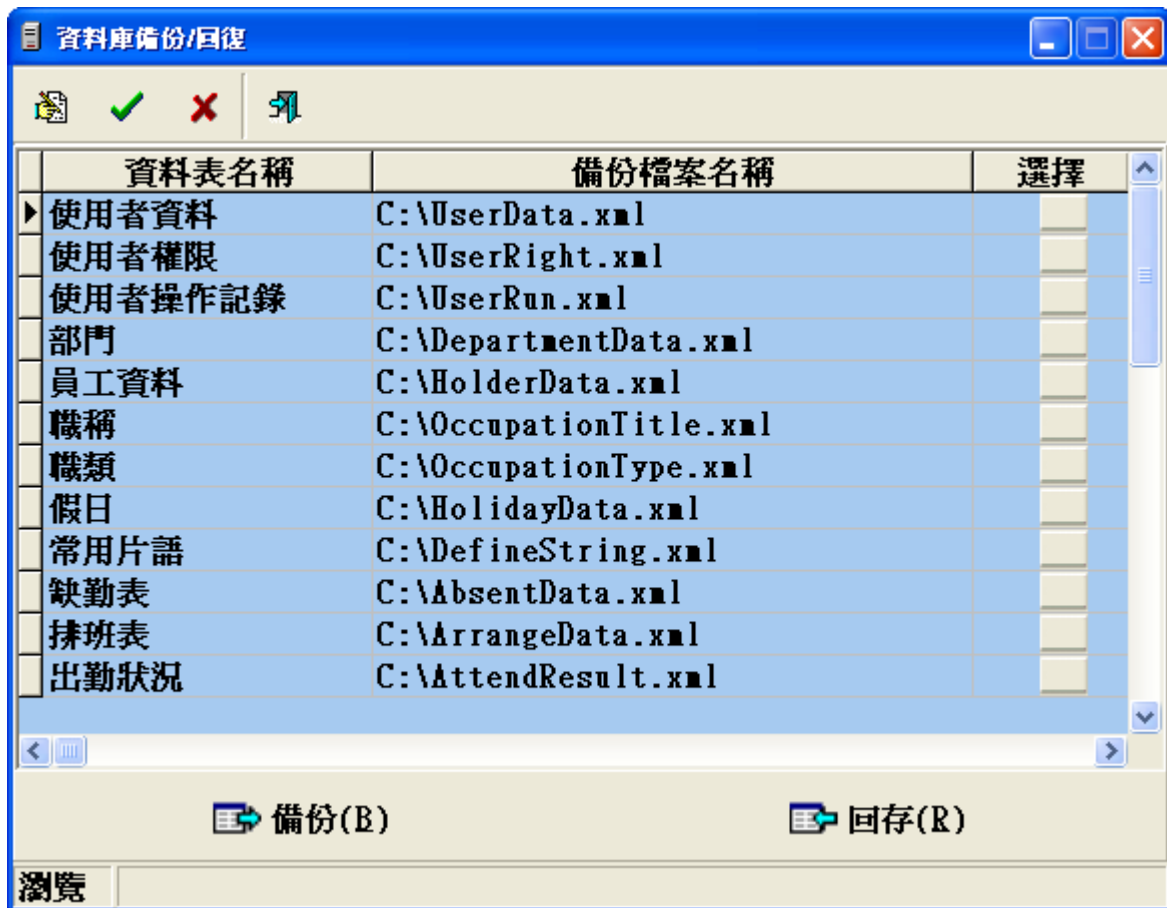 資料庫備份/回復
資料表名稱 備份檔案名稱 選擇
使用者資料 C:\UserData.xml
使用者權限 C:\UserRight.xml
使用者操作記錄 C:\UserRun.xml
部門 C:\DepartmentData.xml
員工資料 C:\HolderData.xml
職稱 C:\OccupationTitle.xml
職類 C:\OccupationType.xml
假日 C:\HolidayData.xml
常用片語 C:\DefineString.xml
缺勤表 C:\AbsentData.xml
排班表 C:\ArrangeData.xml
出勤狀況 C:\AttendResult.xml
備份(B) 回存(R)
瀏覽